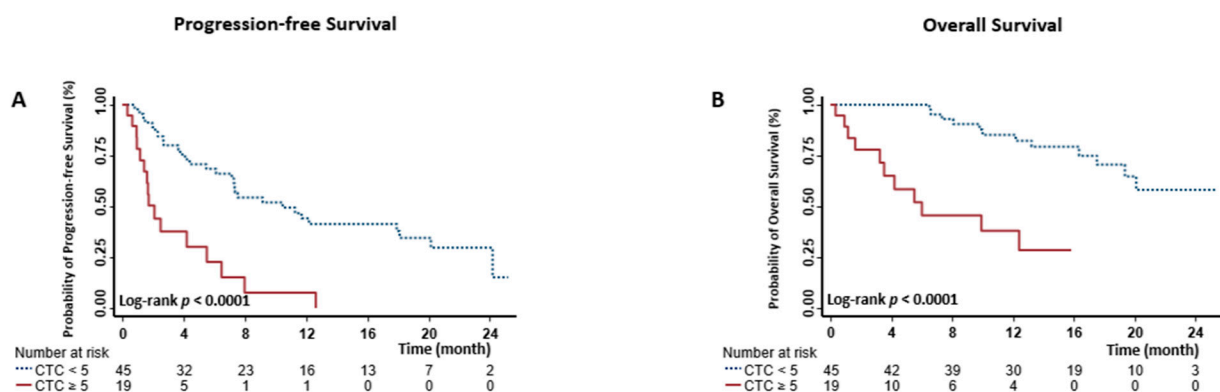 Progression-free Survival
A
Probability of Progression-free Survival (%)
1.00
0.75
0.50
0.25
0.00
Log-rank p < 0.0001
0 4 8 12 16 20 24
Time (month)
Number at risk
CTC < 5 45 32 23 16 13 7 2
CTC ≥ 5 19 5 1 1 0 0 0
Overall Survival
B
Probability of Overall Survival (%)
1.00
0.75
0.50
0.25
0.00
Log-rank p < 0.0001
0 4 8 12 16 20 24
Time (month)
Number at risk
CTC < 5 45 42 39 30 19 10 3
CTC ≥ 5 19 10 6 4 0 0 0